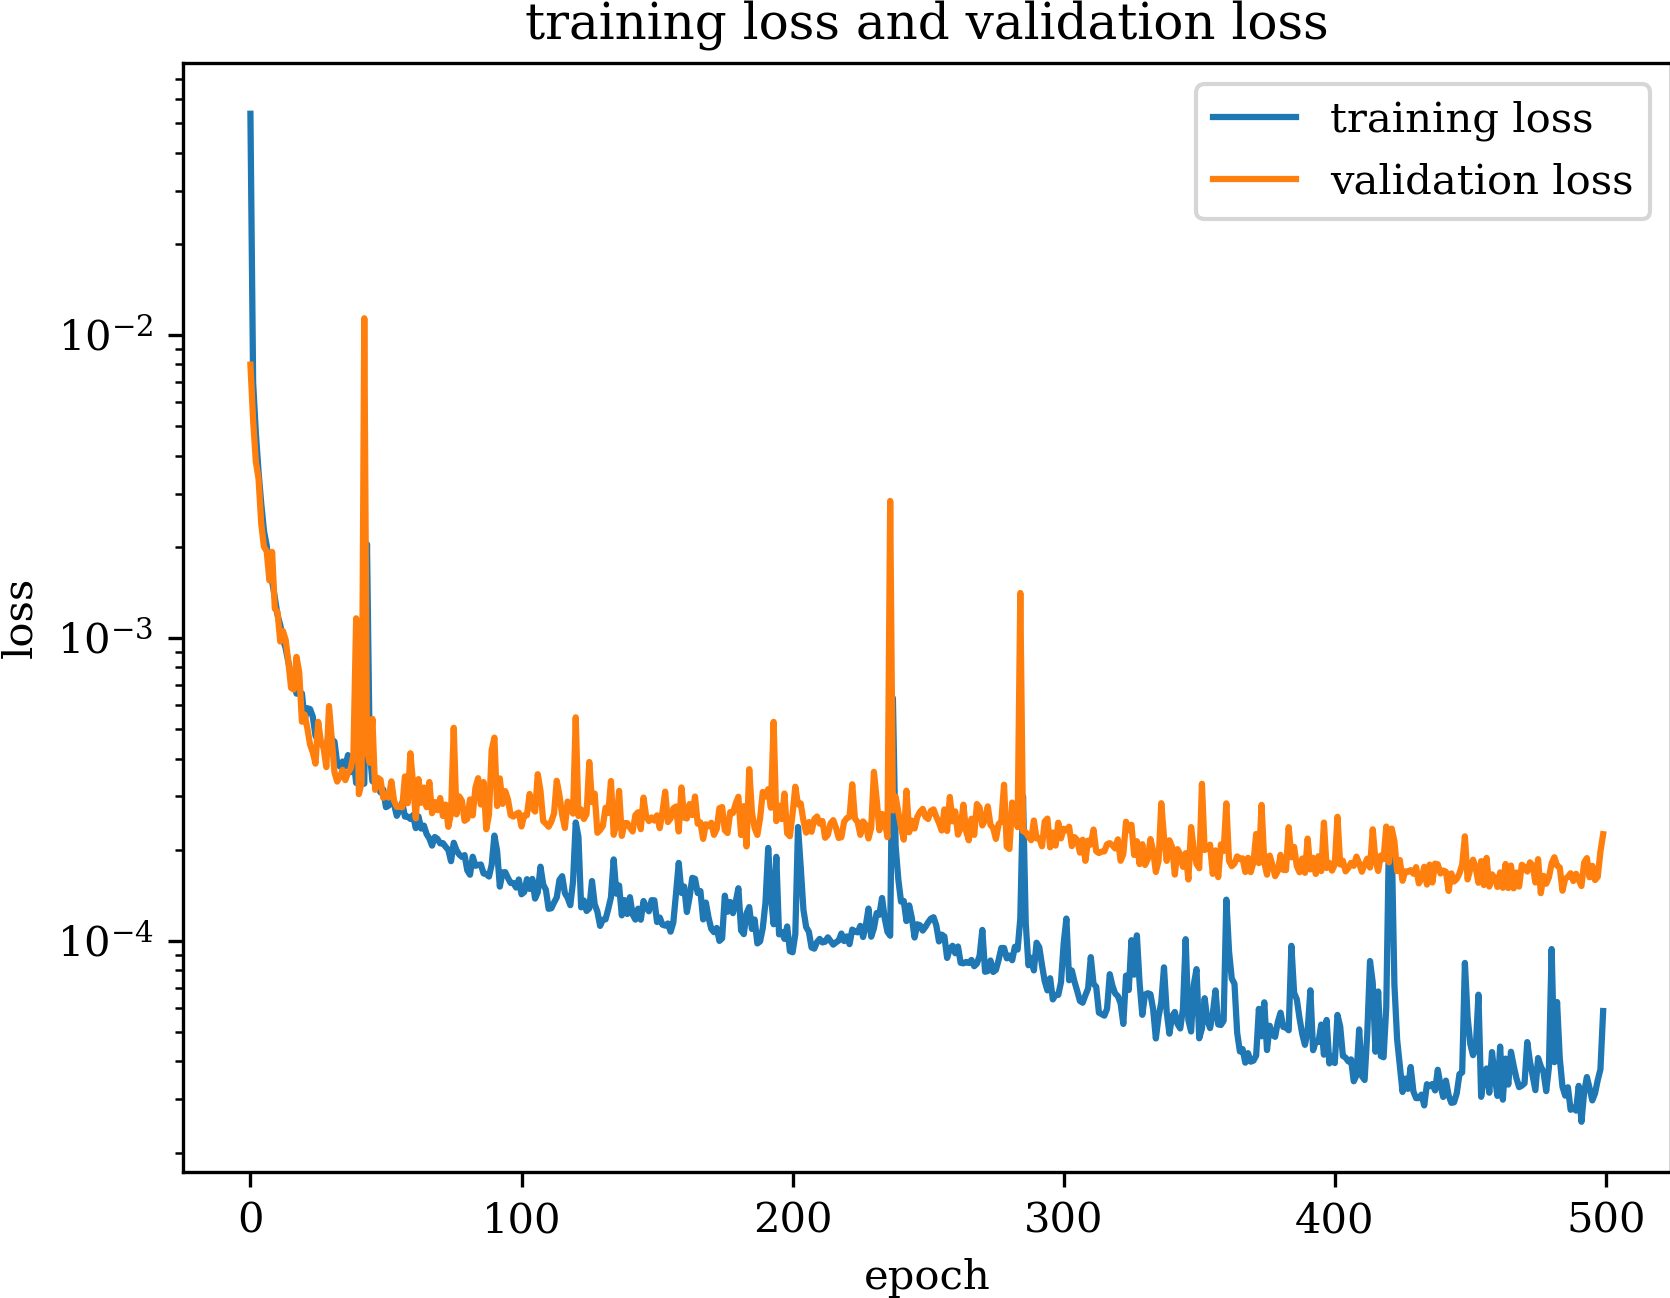 training loss and validation loss
training loss
validation loss
10⁻²
10⁻³
10⁻⁴
loss
0 100 200 300 400 500
epoch